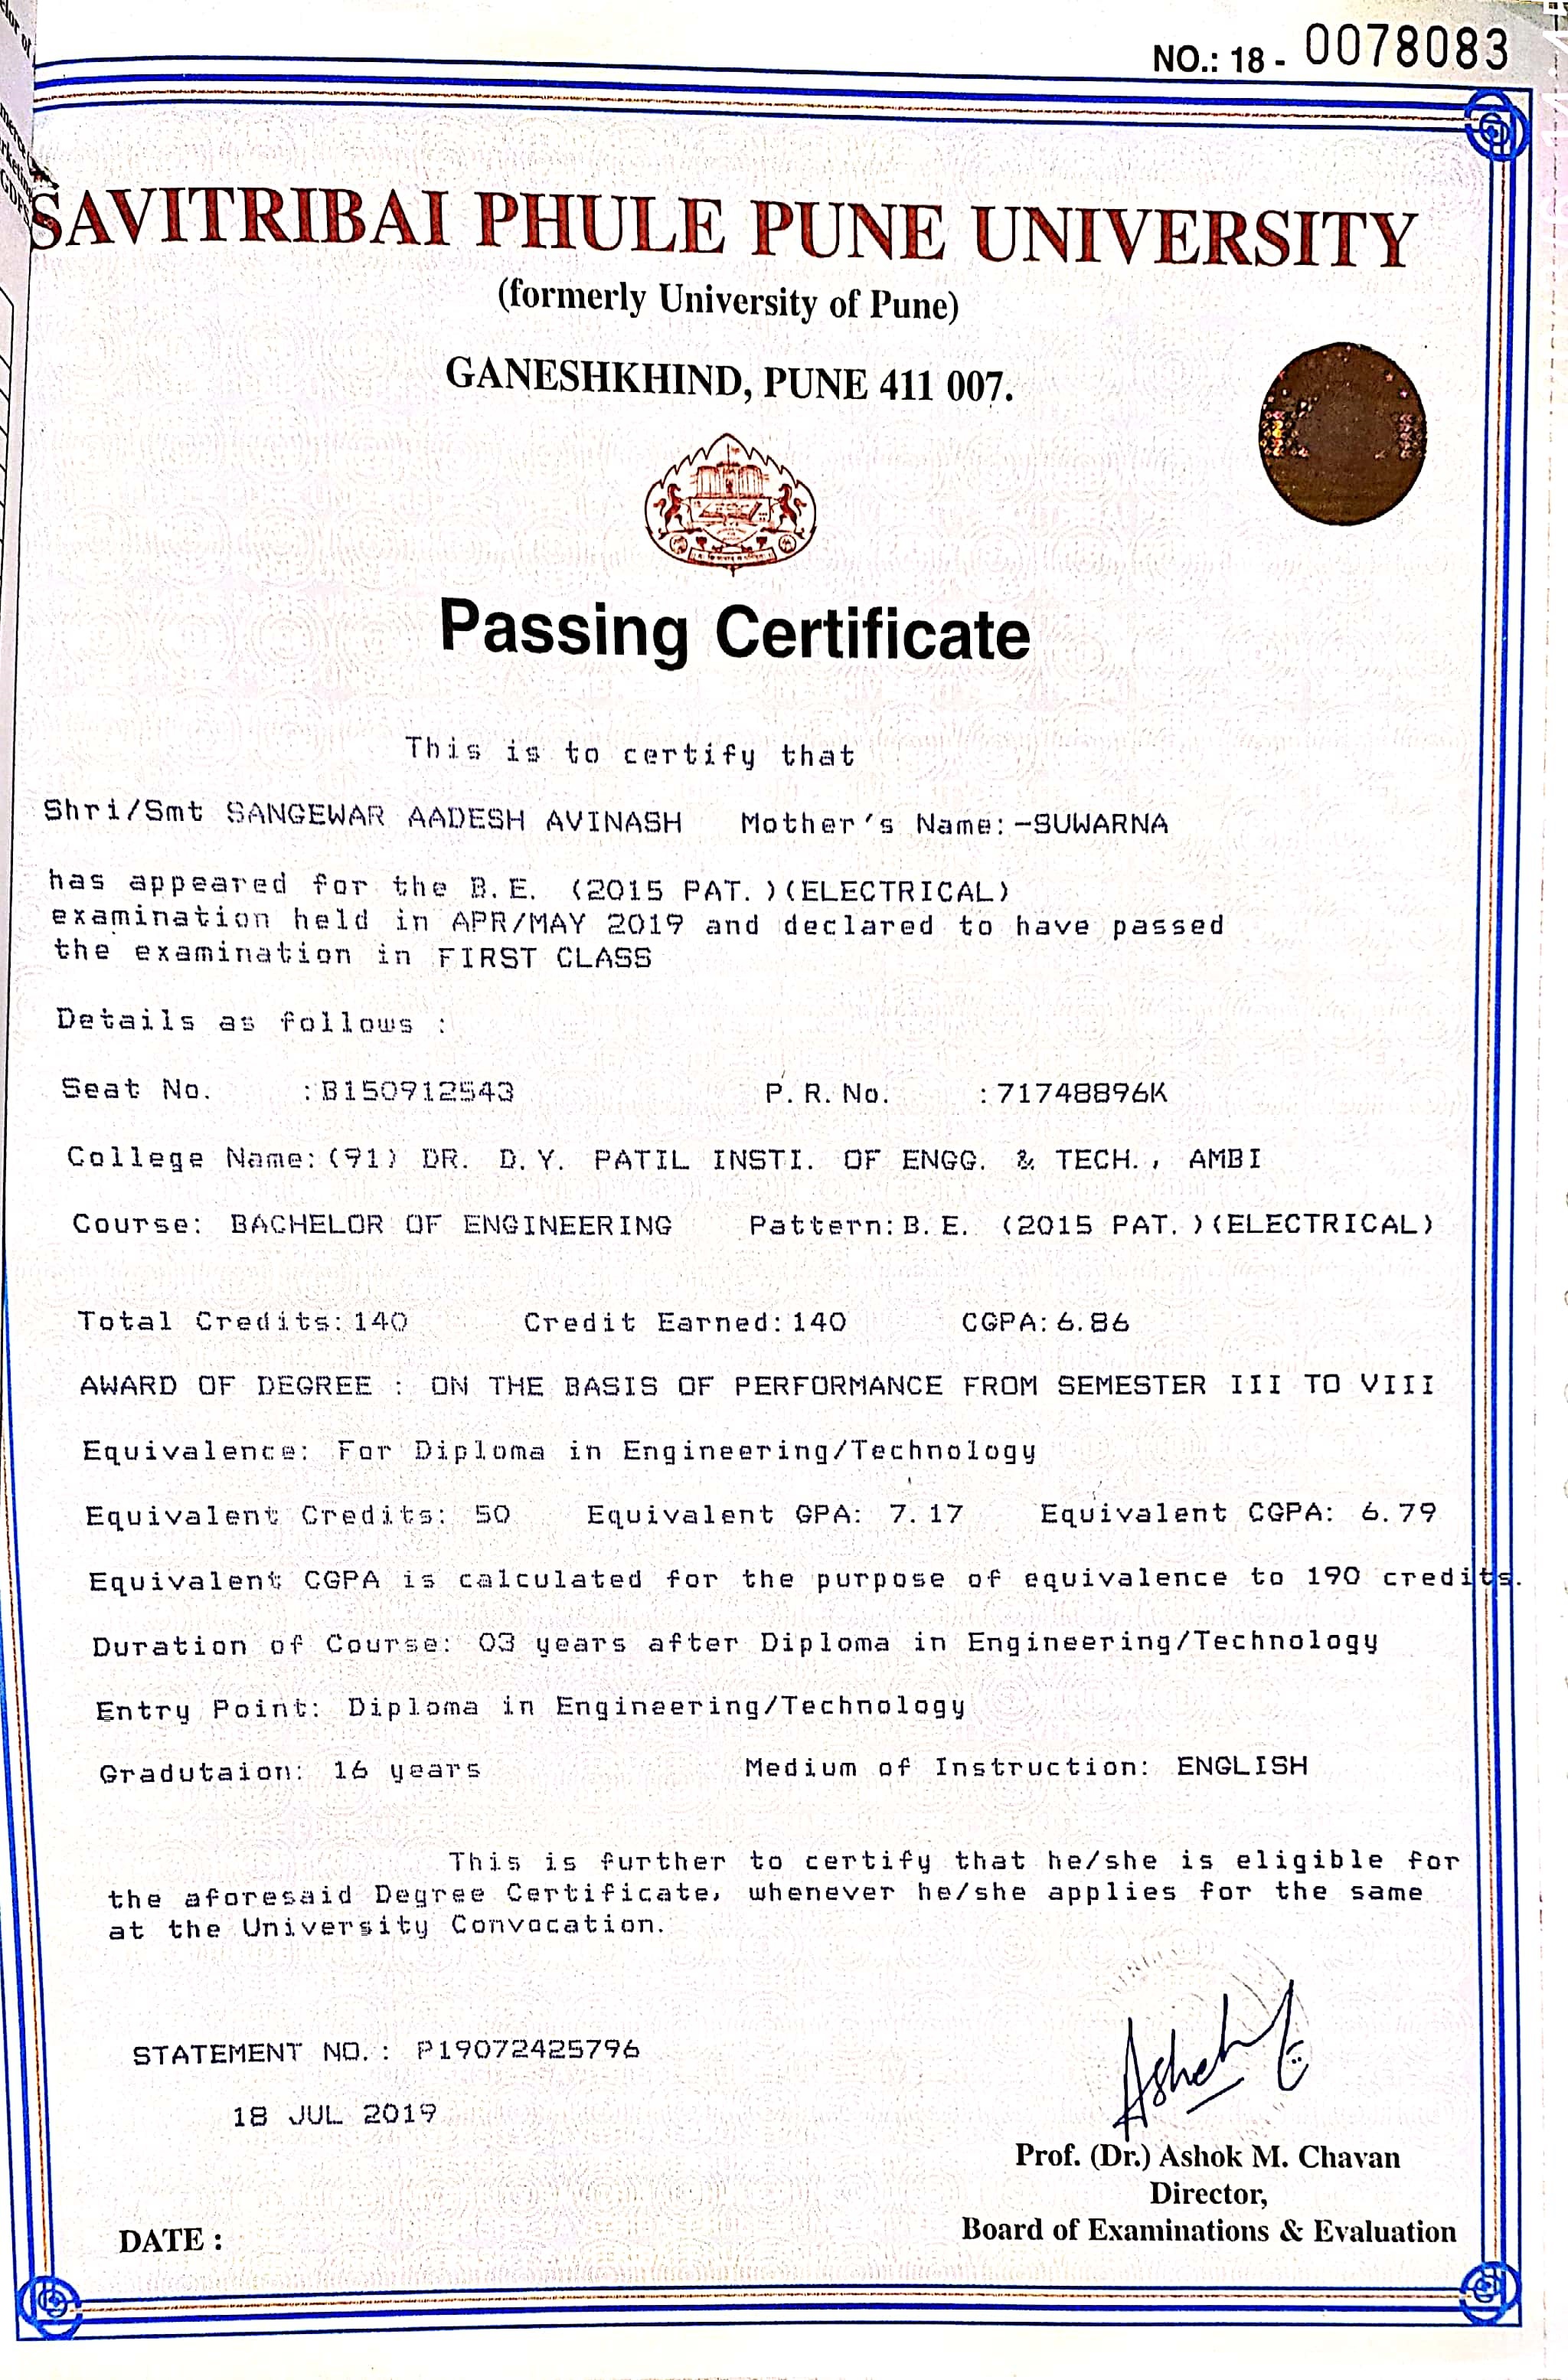 NO.: 18 - 0078083
SAVITRIBAI PHULE PUNE UNIVERSITY
(formerly University of Pune)
GANESHKHIND, PUNE 411 007.
Passing Certificate
This is to certify that
Shri/Smt SANGEWAR AADESH AVINASH Mother's Name:-SUWARNA
has appeared for the B.E. (2015 PAT.)(ELECTRICAL)
examination held in APR/MAY 2019 and declared to have passed
the examination in FIRST CLASS
Details as follows :
Seat No. :B150912543 P.R.No. :71748896K
College Name:(91) DR. D.Y. PATIL INSTI. OF ENGG. & TECH., AMBI
Course: BACHELOR OF ENGINEERING Pattern:B.E. (2015 PAT.)(ELECTRICAL)
Total Credits:140 Credit Earned:140 CGPA:6.86
AWARD OF DEGREE : ON THE BASIS OF PERFORMANCE FROM SEMESTER III TO VIII
Equivalence: For Diploma in Engineering/Technology
Equivalent Credits: 50 Equivalent GPA: 7.17 Equivalent CGPA: 6.79
Equivalent CGPA is calculated for the purpose of equivalence to 190 credits.
Duration of Course: 03 years after Diploma in Engineering/Technology
Entry Point: Diploma in Engineering/Technology
Gradutaion: 16 years Medium of Instruction: ENGLISH
This is further to certify that he/she is eligible for
the aforesaid Degree Certificate, whenever he/she applies for the same
at the University Convocation.
STATEMENT NO.: P19072425796
18 JUL 2019
Prof. (Dr.) Ashok M. Chavan
Director,
Board of Examinations & Evaluation
DATE :